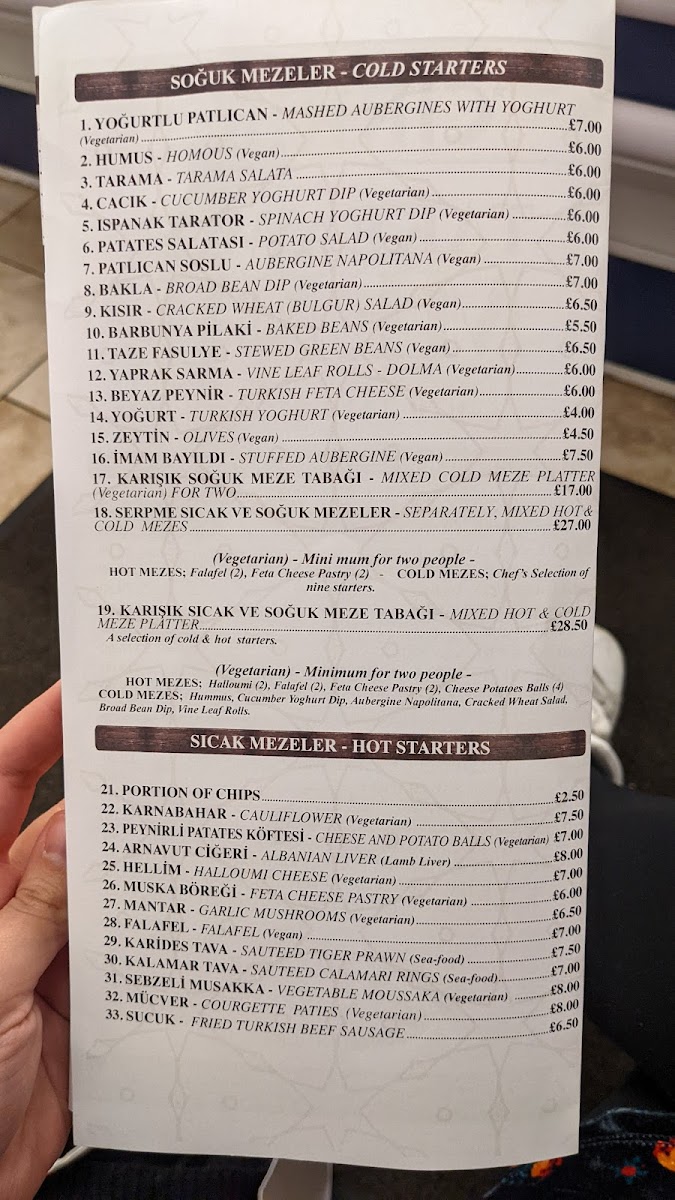 SOĞUK MEZELER - COLD STARTERS
1. YOĞURTLU PATLICAN - MASHED AUBERGINES WITH YOGHURT
(Vegetarian) ........ £7.00
2. HUMUS - HOMOUS (Vegan) ........ £6.00
3. TARAMA - TARAMA SALATA ........ £6.00
4. CACIK - CUCUMBER YOGHURT DIP (Vegetarian) ........ £6.00
5. ISPANAK TARATOR - SPINACH YOGHURT DIP (Vegetarian) ........ £6.00
6. PATATES SALATASI - POTATO SALAD (Vegan) ........ £6.00
7. PATLICAN SOSLU - AUBERGINE NAPOLITANA (Vegan) ........ £7.00
8. BAKLA - BROAD BEAN DIP (Vegetarian) ........ £7.00
9. KISIR - CRACKED WHEAT (BULGUR) SALAD (Vegan) ........ £6.50
10. BARBUNYA PİLAKİ - BAKED BEANS (Vegetarian) ........ £5.50
11. TAZE FASULYE - STEWED GREEN BEANS (Vegan) ........ £6.50
12. YAPRAK SARMA - VINE LEAF ROLLS - DOLMA (Vegetarian) ........ £6.00
13. BEYAZ PEYNİR - TURKISH FETA CHEESE (Vegetarian) ........ £6.00
14. YOĞURT - TURKISH YOGHURT (Vegetarian) ........ £4.00
15. ZEYTİN - OLIVES (Vegan) ........ £4.50
16. İMAM BAYILDI - STUFFED AUBERGINE (Vegan) ........ £7.50
17. KARIŞIK SOĞUK MEZE TABAĞI - MIXED COLD MEZE PLATTER
(Vegetarian) FOR TWO ........ £17.00
18. SERPME SICAK VE SOĞUK MEZELER - SEPARATELY, MIXED HOT &
COLD MEZES ........ £27.00
(Vegetarian) - Mini mum for two people -
HOT MEZES; Falafel (2), Feta Cheese Pastry (2) - COLD MEZES; Chef's Selection of
nine starters.
19. KARIŞIK SICAK VE SOĞUK MEZE TABAĞI - MIXED HOT & COLD
MEZE PLATTER ........ £28.50
A selection of cold & hot starters.
(Vegetarian) - Minimum for two people -
HOT MEZES; Halloumi (2), Falafel (2), Feta Cheese Pastry (2), Cheese Potatoes Balls (4)
COLD MEZES; Hummus, Cucumber Yoghurt Dip, Aubergine Napolitana, Cracked Wheat Salad,
Broad Bean Dip, Vine Leaf Rolls.
SICAK MEZELER - HOT STARTERS
21. PORTION OF CHIPS ........ £2.50
22. KARNABAHAR - CAULIFLOWER (Vegetarian) ........ £7.50
23. PEYNİRLİ PATATES KÖFTESİ - CHEESE AND POTATO BALLS (Vegetarian) £7.00
24. ARNAVUT CİĞERİ - ALBANIAN LIVER (Lamb Liver) ........ £8.00
25. HELLİM - HALLOUMI CHEESE (Vegetarian) ........ £7.00
26. MUSKA BÖREĞİ - FETA CHEESE PASTRY (Vegetarian) ........ £6.00
27. MANTAR - GARLIC MUSHROOMS (Vegetarian) ........ £6.50
28. FALAFEL - FALAFEL (Vegan) ........ £7.00
29. KARİDES TAVA - SAUTEED TIGER PRAWN (Sea-food) ........ £7.50
30. KALAMAR TAVA - SAUTEED CALAMARI RINGS (Sea-food) ........ £7.00
31. SEBZELİ MUSAKKA - VEGETABLE MOUSSAKA (Vegetarian) ........ £8.00
32. MÜCVER - COURGETTE PATIES (Vegetarian) ........ £8.00
33. SUCUK - FRIED TURKISH BEEF SAUSAGE ........ £6.50